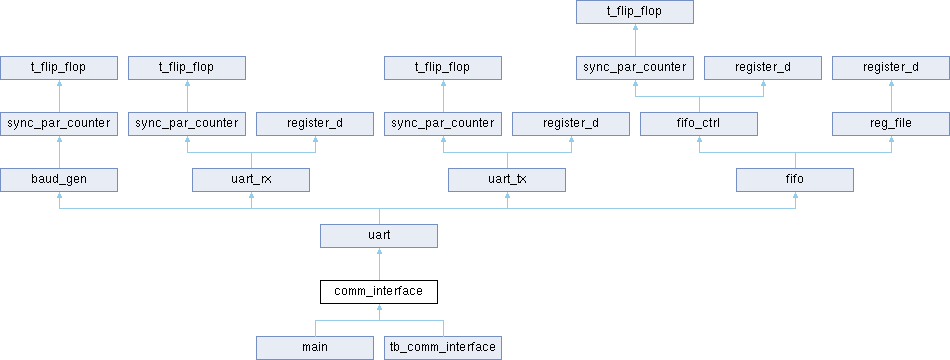 t_flip_flop
t_flip_flop
t_flip_flop
t_flip_flop
sync_par_counter
register_d
register_d
sync_par_counter
sync_par_counter
register_d
sync_par_counter
register_d
fifo_ctrl
reg_file
baud_gen
uart_rx
uart_tx
fifo
uart
comm_interface
main
tb_comm_interface